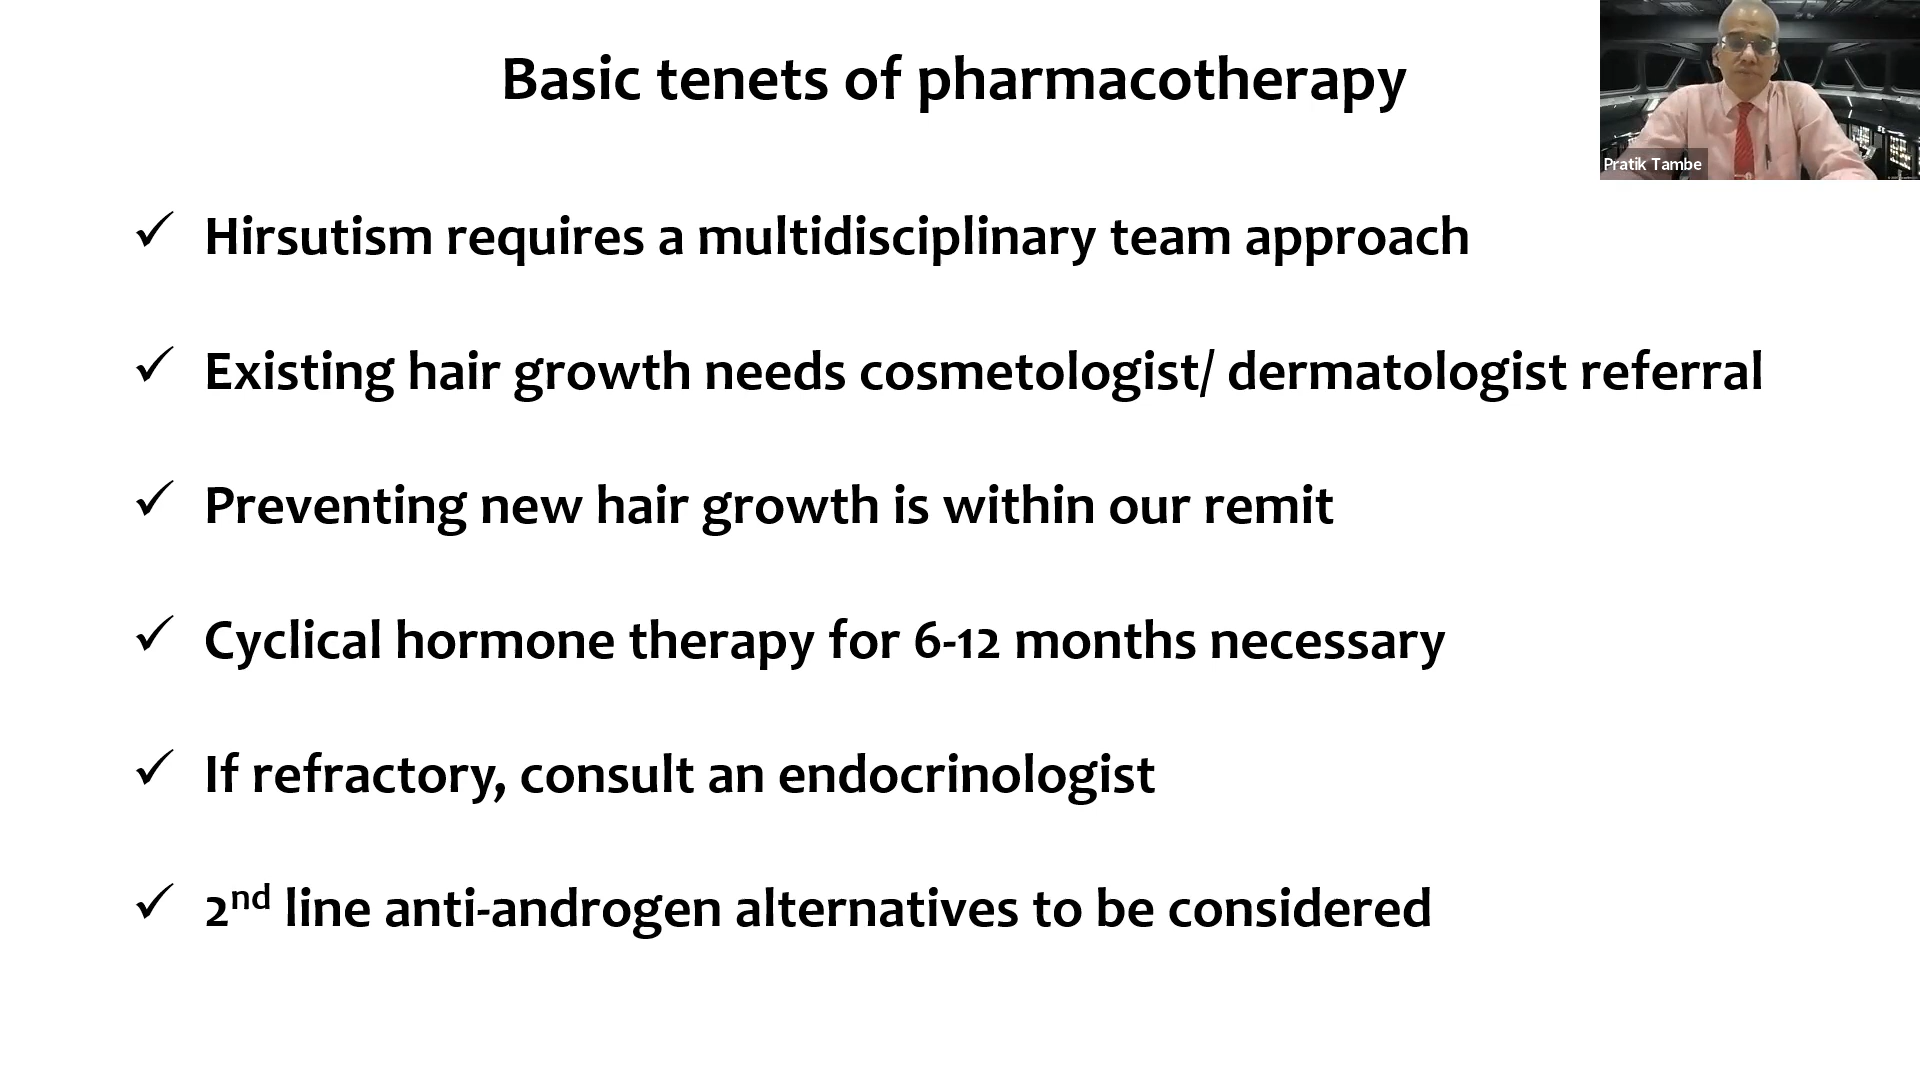 Basic tenets of pharmacotherapy
Pratik Tambe
✓ Hirsutism requires a multidisciplinary team approach
✓ Existing hair growth needs cosmetologist/ dermatologist referral
✓ Preventing new hair growth is within our remit
✓ Cyclical hormone therapy for 6-12 months necessary
✓ If refractory, consult an endocrinologist
✓ 2nd line anti-androgen alternatives to be considered